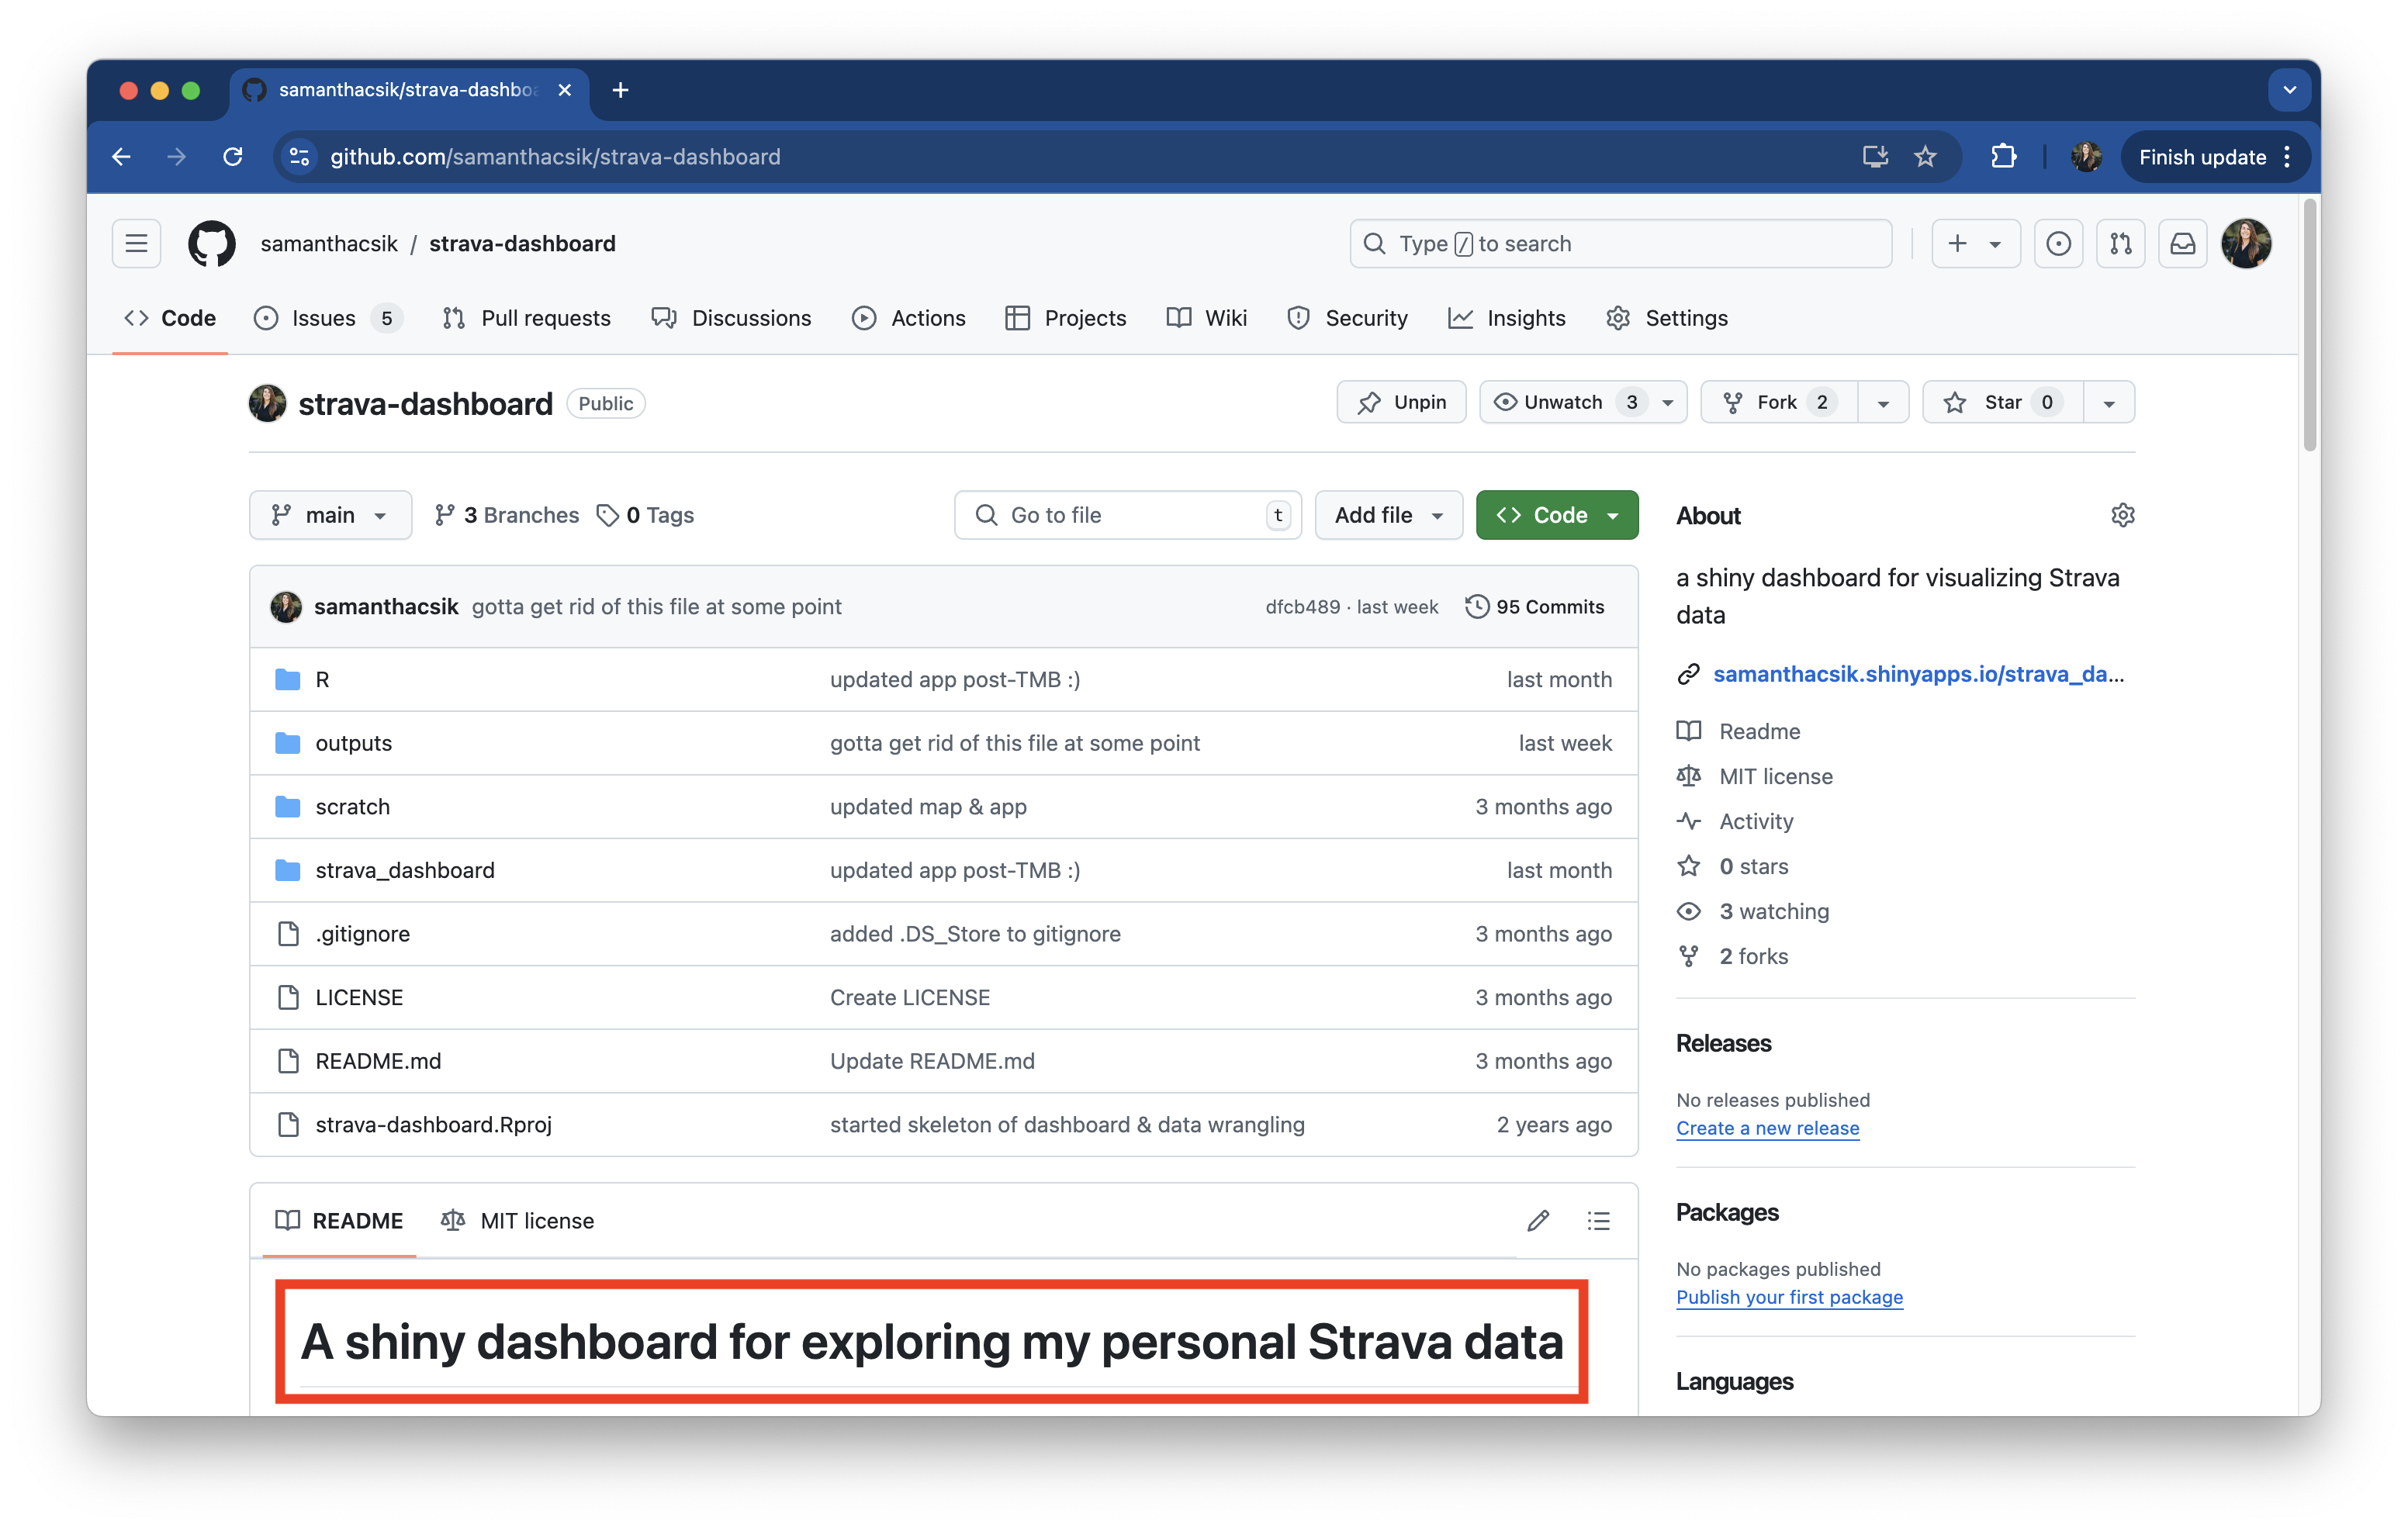 samanthacsik/strava-dashboa
github.com/samanthacsik/strava-dashboard
Finish update
samanthacsik / strava-dashboard
Type / to search
Code
Issues 5
Pull requests
Discussions
Actions
Projects
Wiki
Security
Insights
Settings
strava-dashboard Public
Unpin
Unwatch 3
Fork 2
Star 0
main
3 Branches
0 Tags
Go to file t
Add file
Code
samanthacsik gotta get rid of this file at some point dfcb489 · last week 95 Commits
R updated app post-TMB :) last month
outputs gotta get rid of this file at some point last week
scratch updated map & app 3 months ago
strava_dashboard updated app post-TMB :) last month
.gitignore added .DS_Store to gitignore 3 months ago
LICENSE Create LICENSE 3 months ago
README.md Update README.md 3 months ago
strava-dashboard.Rproj started skeleton of dashboard & data wrangling 2 years ago
README
MIT license
A shiny dashboard for exploring my personal Strava data
About
a shiny dashboard for visualizing Strava
data
samanthacsik.shinyapps.io/strava_da...
Readme
MIT license
Activity
0 stars
3 watching
2 forks
Releases
No releases published
Create a new release
Packages
No packages published
Publish your first package
Languages